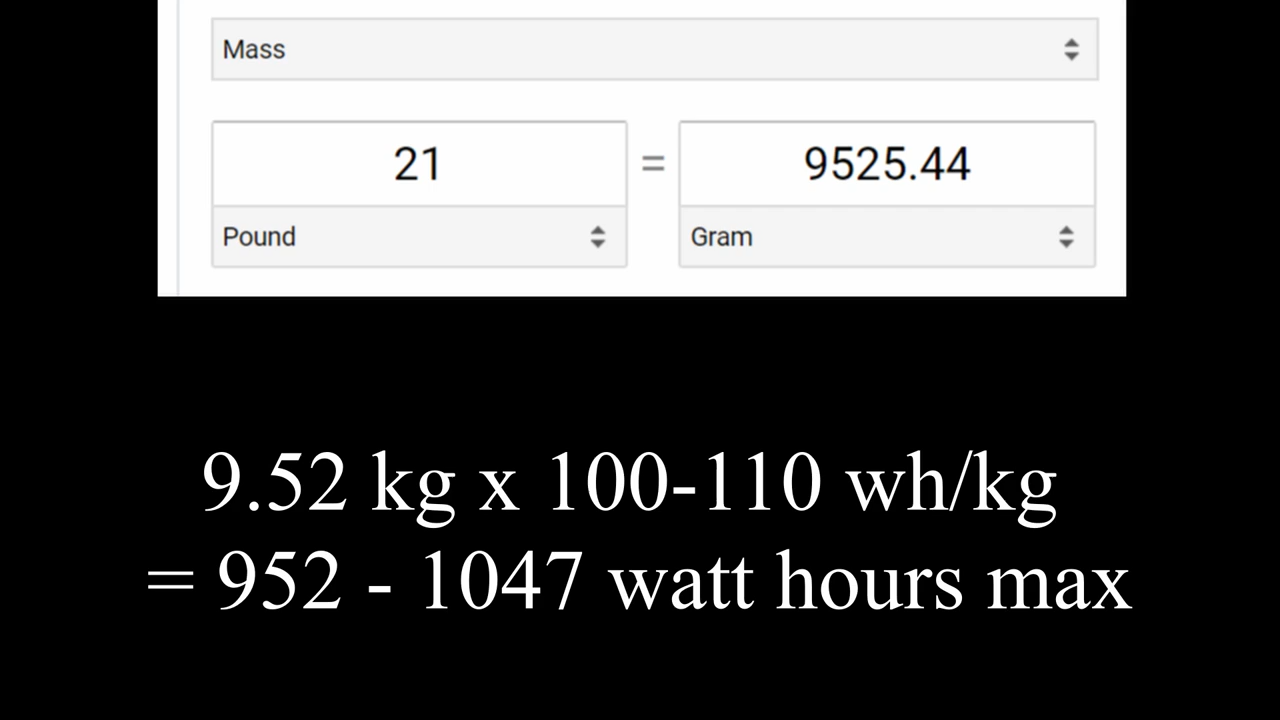 Mass
21 = 9525.44
Pound Gram
9.52 kg x 100-110 wh/kg
= 952 - 1047 watt hours max